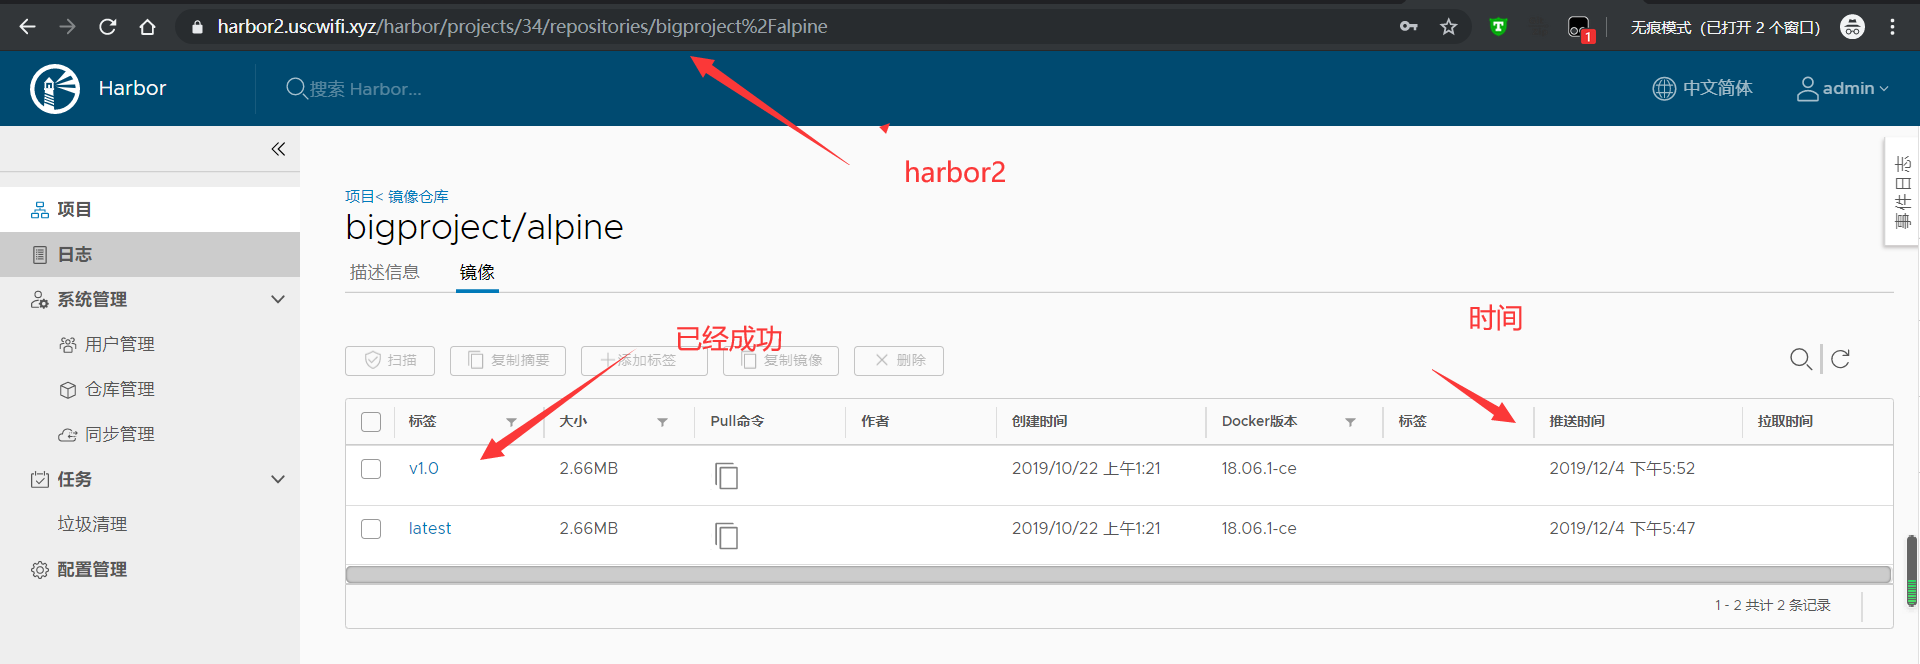 harbor2.uscwifi.xyz/harbor/projects/34/repositories/bigproject%2Falpine
1
无痕模式 (已打开 2 个窗口)
Harbor
搜索 Harbor...
中文简体
admin
harbor2
事件日志
项目
日志
系统管理
用户管理
仓库管理
同步管理
任务
垃圾清理
配置管理
项目< 镜像仓库
bigproject/alpine
描述信息 镜像
已经成功
时间
扫描 复制摘要 添加标签 复制镜像 删除
标签 大小 Pull命令 作者 创建时间 Docker版本 标签 推送时间 拉取时间
v1.0 2.66MB 2019/10/22 上午1:21 18.06.1-ce 2019/12/4 下午5:52
latest 2.66MB 2019/10/22 上午1:21 18.06.1-ce 2019/12/4 下午5:47
1 - 2 共计 2 条记录